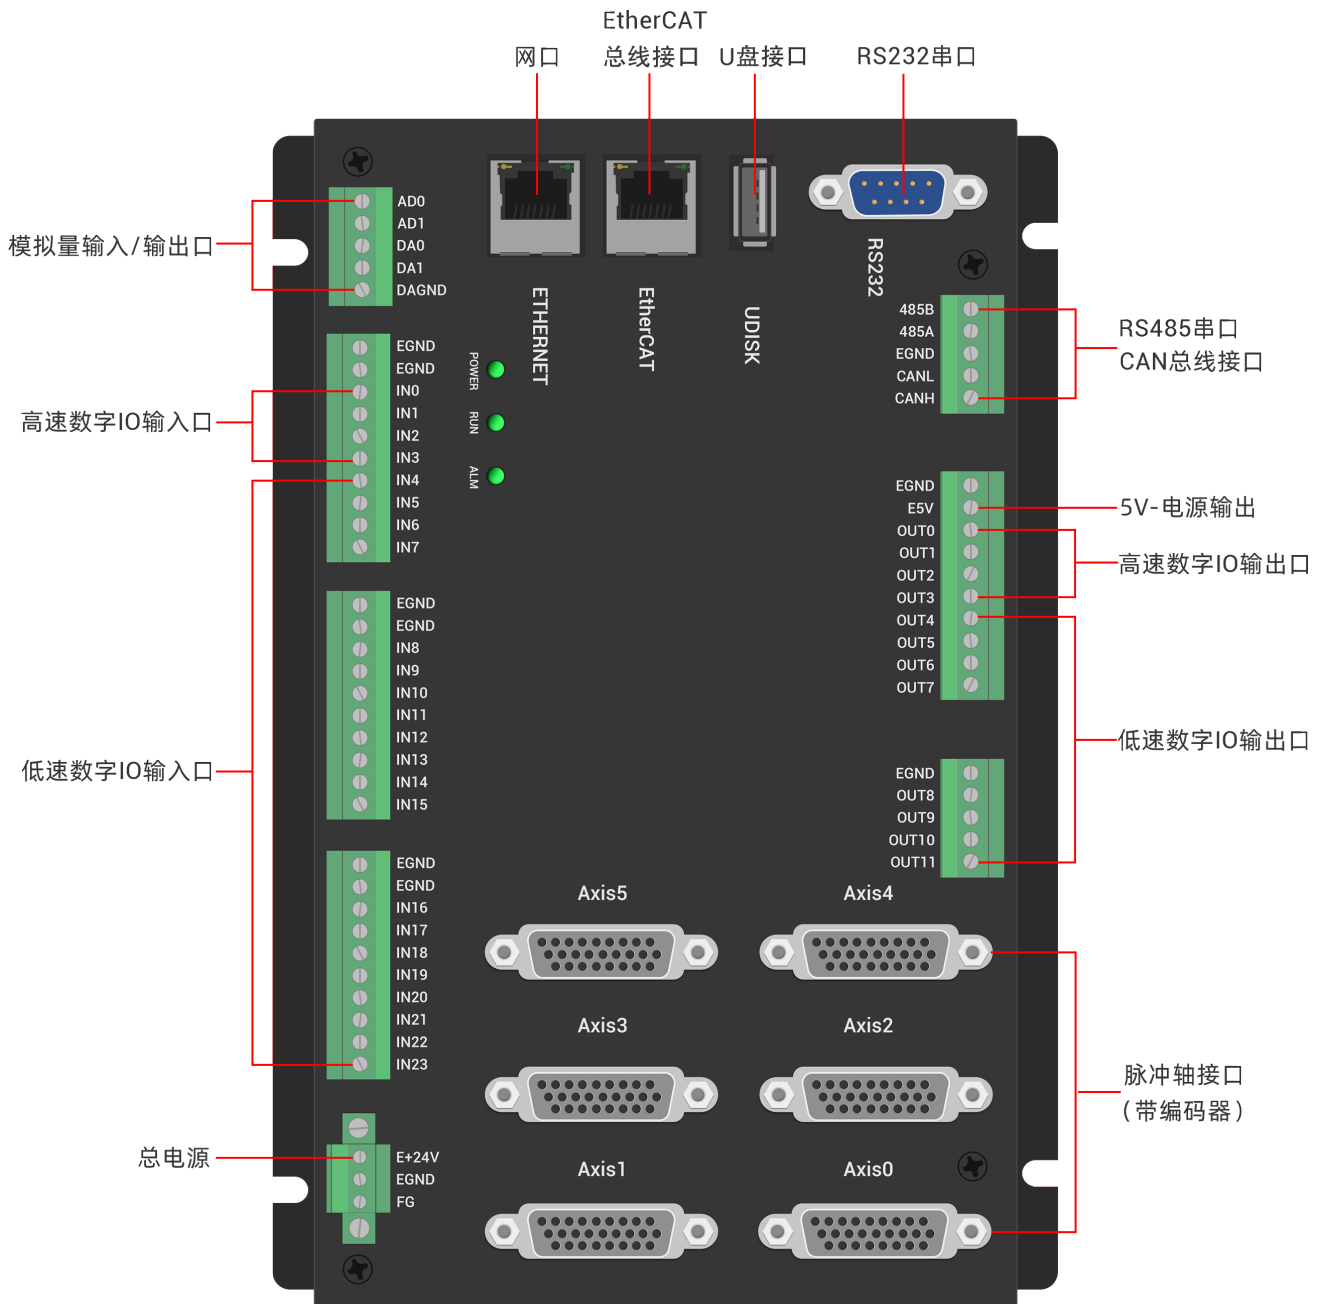 EtherCAT
网口
总线接口
U盘接口
RS232串口
模拟量输入/输出口
AD0
AD1
DA0
DA1
DAGND
ETHERNET
EtherCAT
UDISK
RS232
485B
485A
EGND
CANL
CANH
RS485串口
CAN总线接口
高速数字IO输入口
EGND
EGND
IN0
IN1
IN2
IN3
IN4
IN5
IN6
IN7
POWER
RUN
ALM
EGND
E5V
OUT0
OUT1
OUT2
OUT3
OUT4
OUT5
OUT6
OUT7
5V-电源输出
高速数字IO输出口
低速数字IO输入口
EGND
EGND
IN8
IN9
IN10
IN11
IN12
IN13
IN14
IN15
低速数字IO输出口
EGND
OUT8
OUT9
OUT10
OUT11
EGND
EGND
IN16
IN17
IN18
IN19
IN20
IN21
IN22
IN23
Axis5
Axis4
Axis3
Axis2
脉冲轴接口
(带编码器)
总电源
E+24V
EGND
FG
Axis1
Axis0